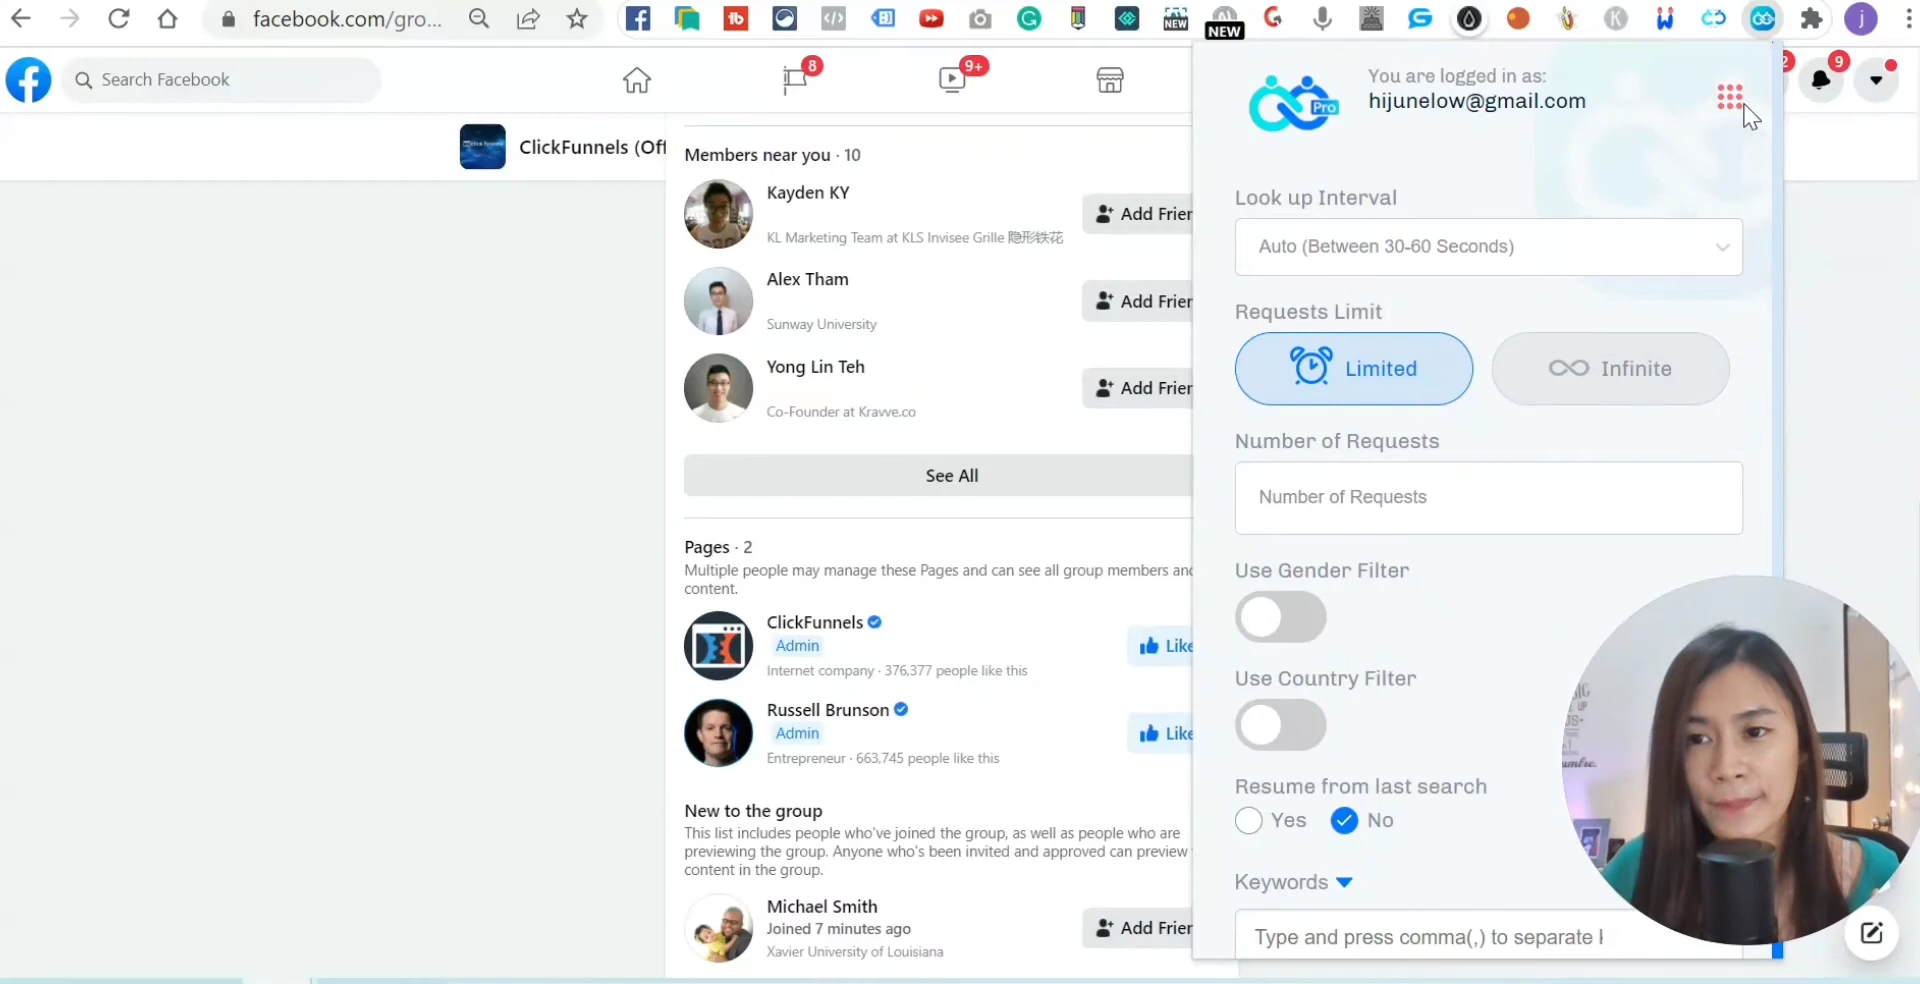 facebook.com/gro...
NEW
NEW
j
Search Facebook
8
9+
2
9
ClickFunnels (Off
Members near you · 10
Kayden KY
KL Marketing Team at KLS Invisee Grille 隐形铁花
Add Frier
Alex Tham
Sunway University
Add Frier
Yong Lin Teh
Co-Founder at Kravve.co
Add Frier
See All
Pages · 2
Multiple people may manage these Pages and can see all group members and
content.
ClickFunnels
Admin
Internet company · 376,377 people like this
Like
Russell Brunson
Admin
Entrepreneur · 663,745 people like this
Like
New to the group
This list includes people who've joined the group, as well as people who are
previewing the group. Anyone who's been invited and approved can preview
content in the group.
Michael Smith
Joined 7 minutes ago
Xavier University of Louisiana
Add Frier
Pro
You are logged in as:
hijunelow@gmail.com
Look up Interval
Auto (Between 30-60 Seconds)
Requests Limit
Limited
Infinite
Number of Requests
Number of Requests
Use Gender Filter
Use Country Filter
Resume from last search
Yes
No
Keywords
Type and press comma(,) to separate k